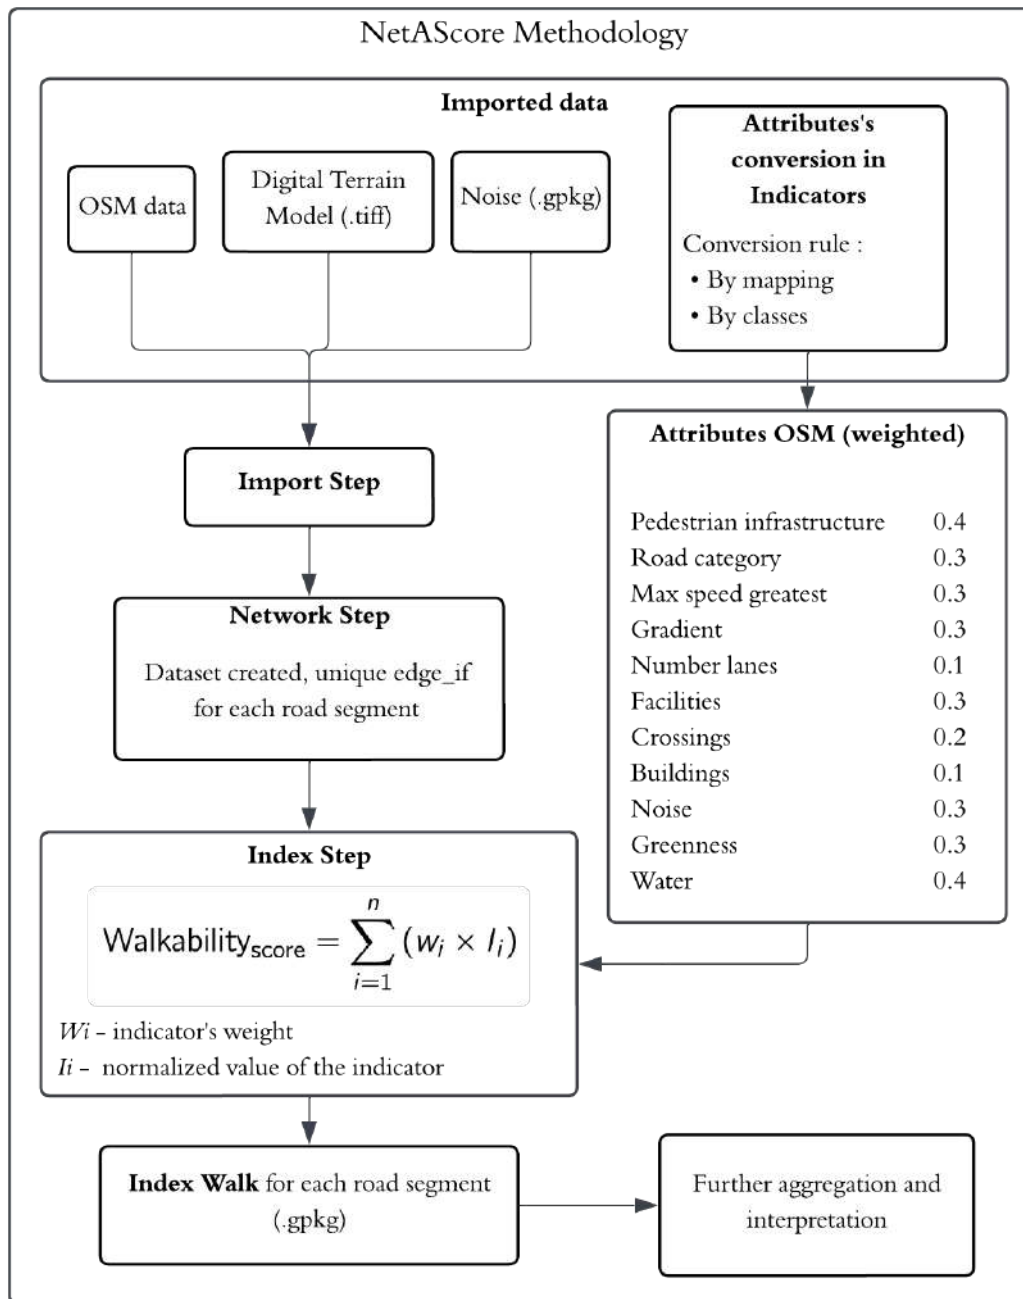 NetAScore Methodology
Imported data
OSM data
Digital Terrain
Model (.tiff)
Noise (.gpkg)
Attributes's
conversion in
Indicators
Conversion rule :
• By mapping
• By classes
Import Step
Network Step
Dataset created, unique edge_if
for each road segment
Attributes OSM (weighted)
Pedestrian infrastructure 0.4
Road category 0.3
Max speed greatest 0.3
Gradient 0.3
Number lanes 0.1
Facilities 0.3
Crossings 0.2
Buildings 0.1
Noise 0.3
Greenness 0.3
Water 0.4
Index Step
Walkability_score = ∑_{i=1}^{n} (w_i × I_i)
Wi - indicator's weight
Ii - normalized value of the indicator
Index Walk for each road segment
(.gpkg)
Further aggregation and
interpretation